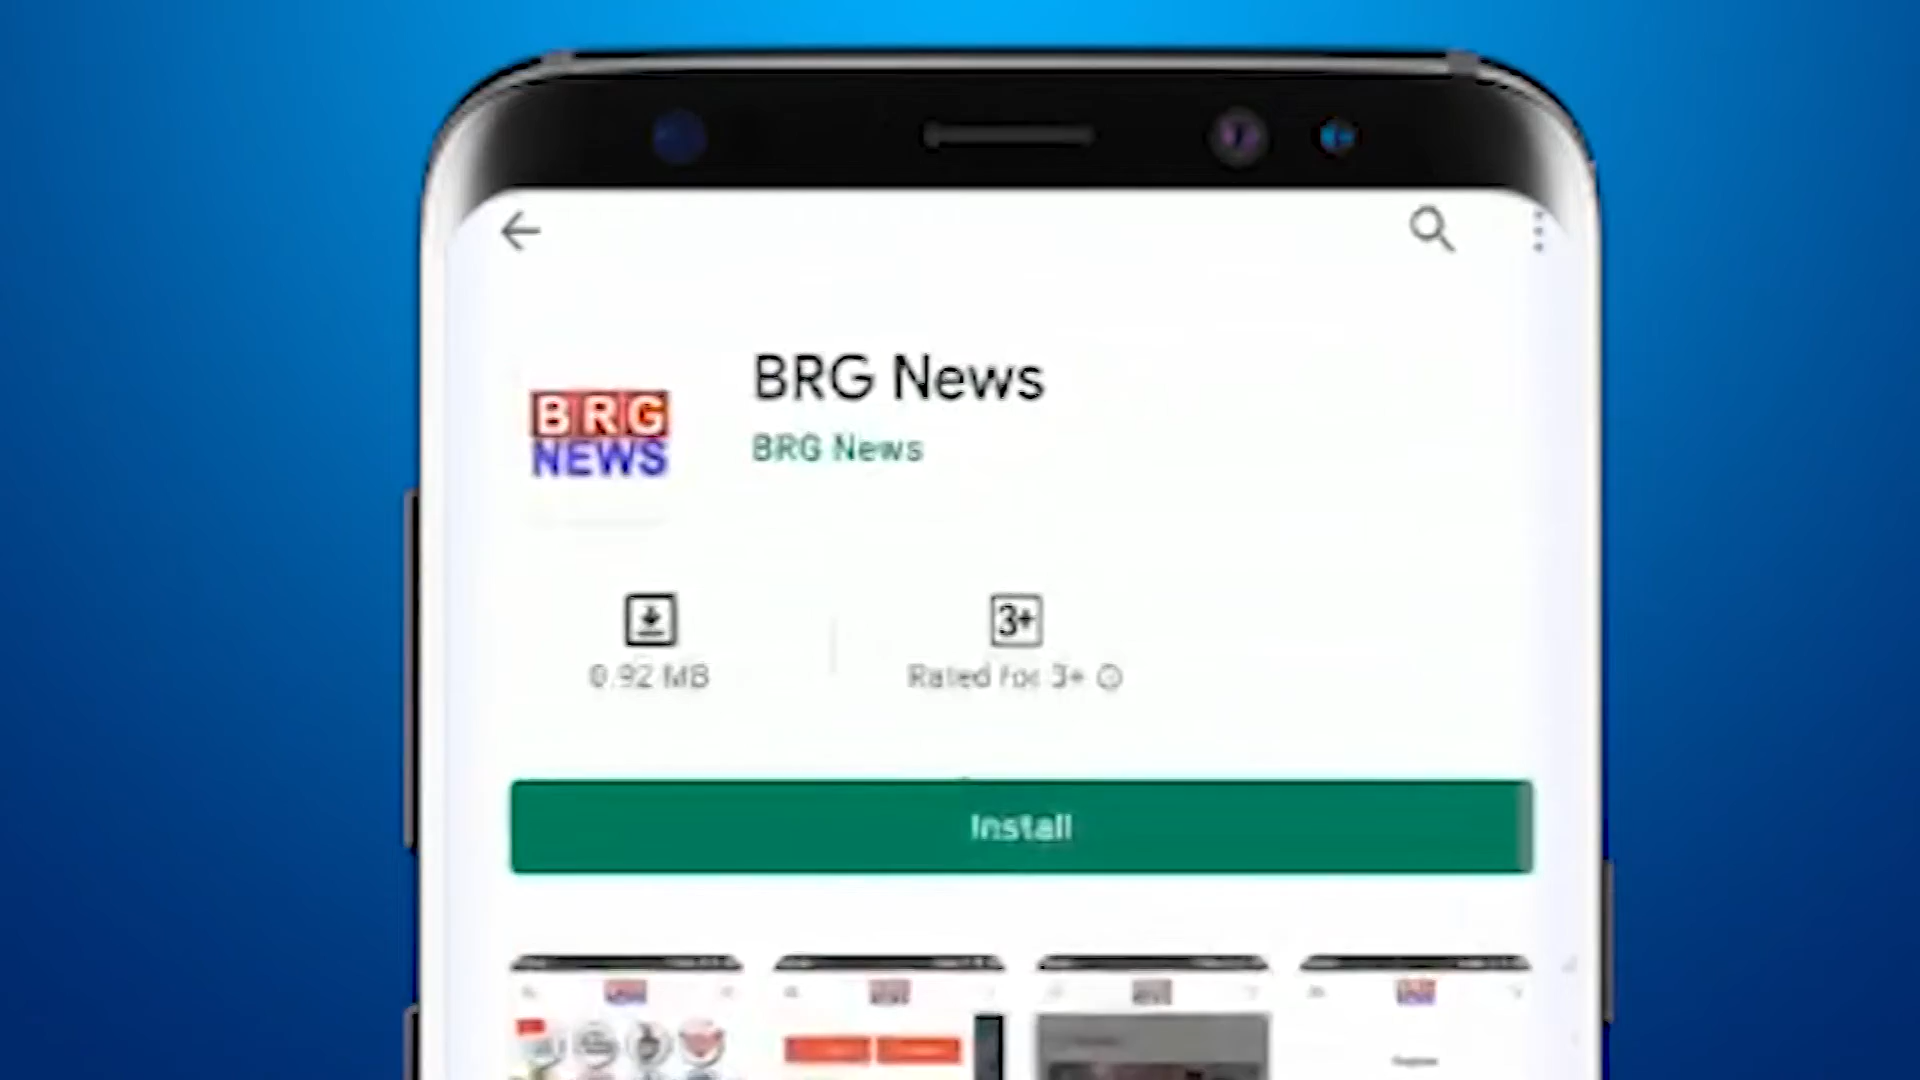 BRG News
BRG
NEWS
BRG News
3+
0.92 MB
Rated for 3+
Install